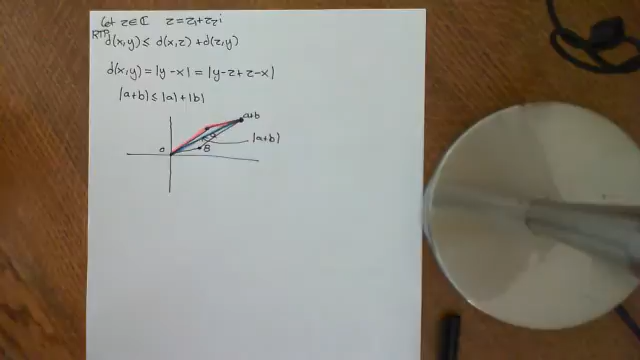 Let z∈ℂ z = z₁+z₂i
RTP d(x,y) ≤ d(x,z) + d(z,y)
d(x,y) = |y-x| = |y-z+z-x|
|a+b| ≤ |a|+|b|
a+b
|a+b|
0
B